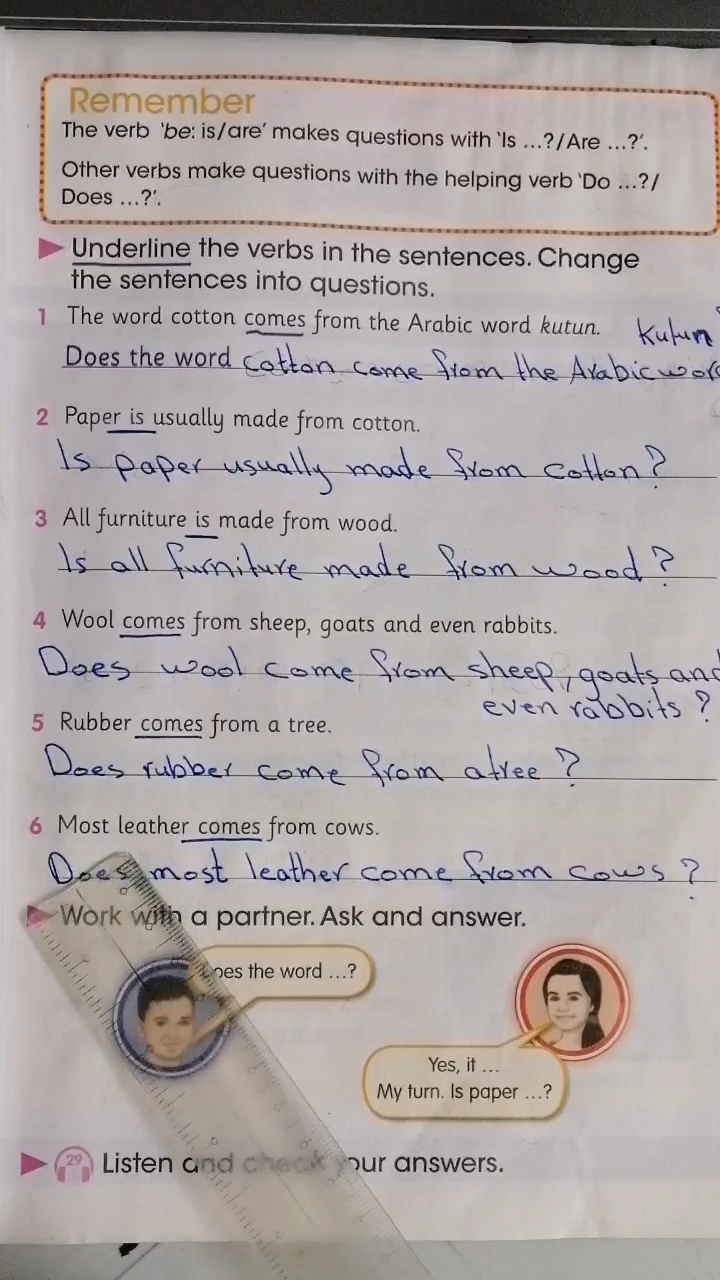 Remember
The verb 'be: is/are' makes questions with 'Is ...?/Are ...?'.
Other verbs make questions with the helping verb 'Do ...?/
Does ...?'.
Underline the verbs in the sentences. Change
the sentences into questions.
1 The word cotton comes from the Arabic word kutun. Kutun
Does the word cotton come from the Arabic
2 Paper is usually made from cotton.
Is paper usually made from cotton?
3 All furniture is made from wood.
Is all furniture made from wood?
4 Wool comes from sheep, goats and even rabbits.
Does wool come from sheep, goats and
even rabbits?
5 Rubber comes from a tree.
Does rubber come from atree?
6 Most leather comes from cows.
Does most leather come from cows?
Work with a partner. Ask and answer.
Does the word ...?
Yes, it ...
My turn. Is paper ...?
29 Listen and check your answers.